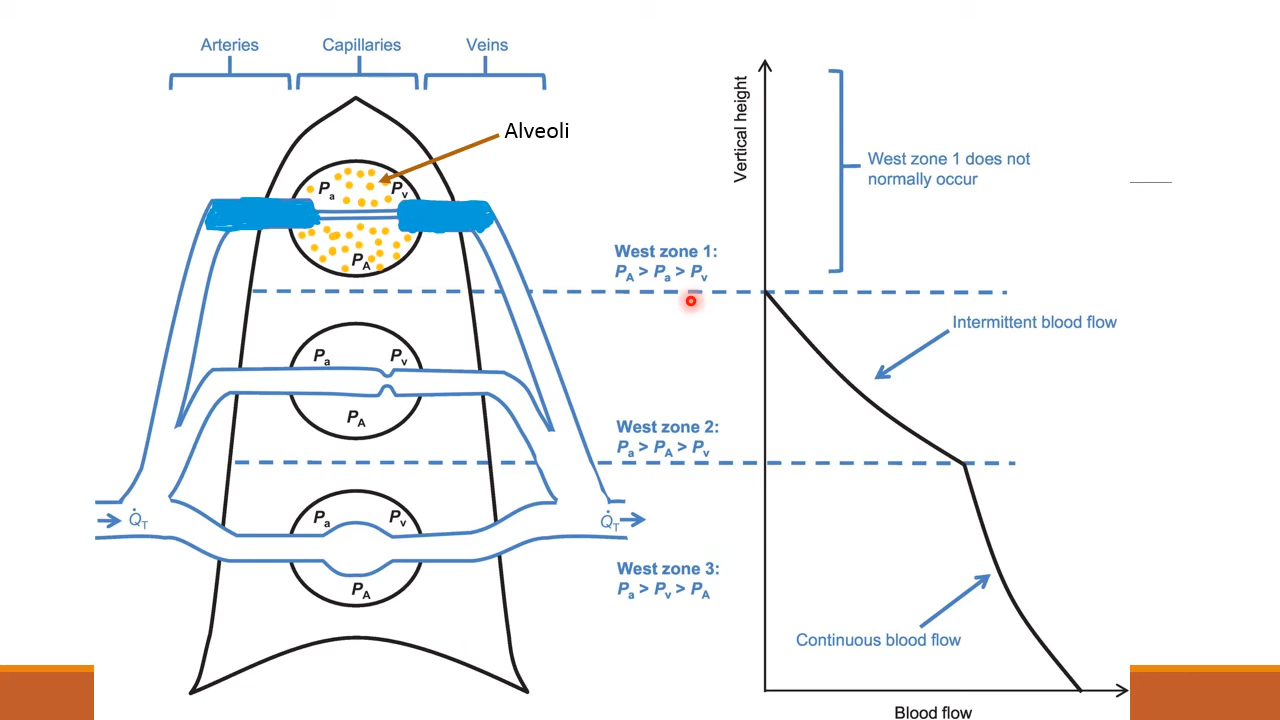 Arteries
Capillaries
Veins
Alveoli
Pa
Pv
PA
Pa
Pv
PA
Pa
Pv
PA
Q̇T
Q̇T
West zone 1:
PA > Pa > Pv
West zone 2:
Pa > PA > Pv
West zone 3:
Pa > Pv > PA
Vertical height
West zone 1 does not
normally occur
Intermittent blood flow
Continuous blood flow
Blood flow